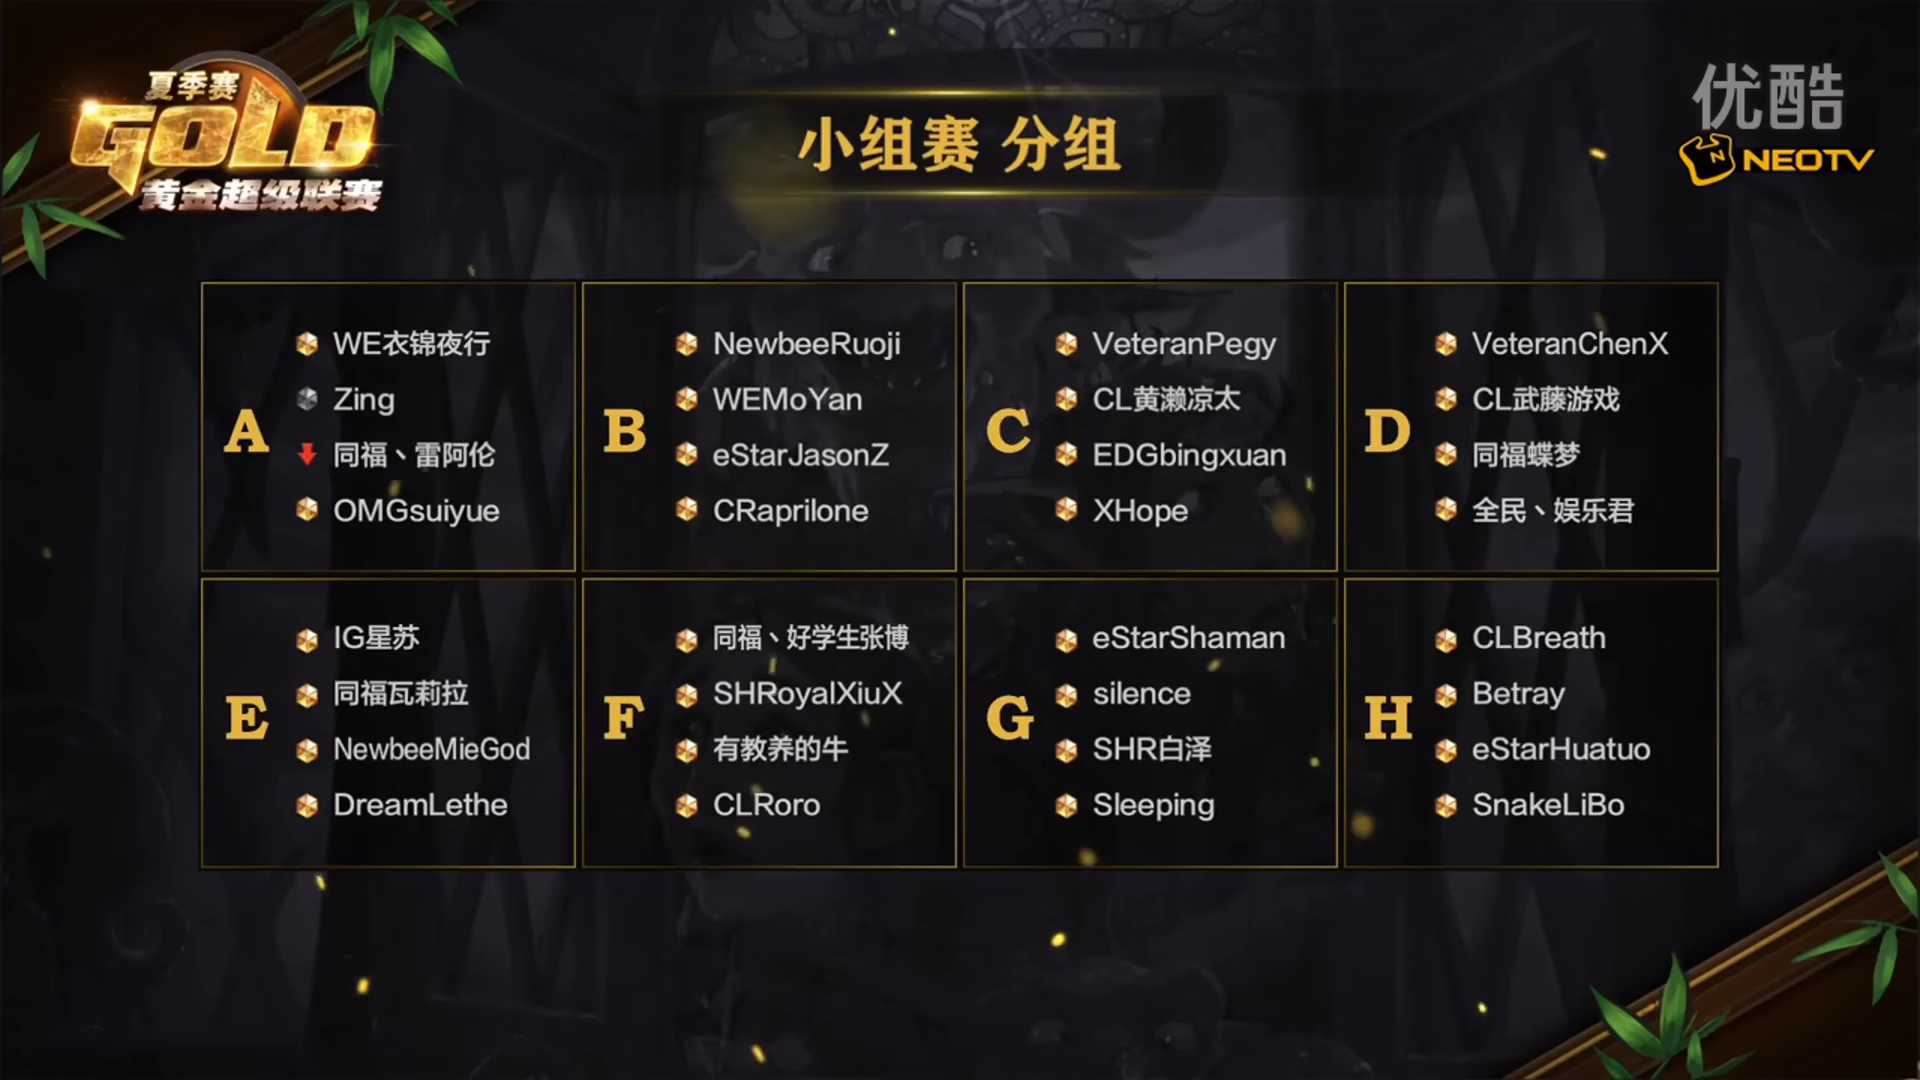 夏季赛
GOLD
黄金超级联赛
小组赛 分组
优酷
NEOTV
A
WE衣锦夜行
Zing
同福丶雷阿伦
OMGsuiyue
B
NewbeeRuoji
WEMoYan
eStarJasonZ
CRaprilone
C
VeteranPegy
CL黄濑凉太
EDGbingxuan
XHope
D
VeteranChenX
CL武藤游戏
同福蝶梦
全民丶娱乐君
E
IG星苏
同福瓦莉拉
NewbeeMieGod
DreamLethe
F
同福丶好学生张博
SHRoyalXiuX
有教养的牛
CLRoro
G
eStarShaman
silence
SHR白泽
Sleeping
H
CLBreath
Betray
eStarHuatuo
SnakeLiBo